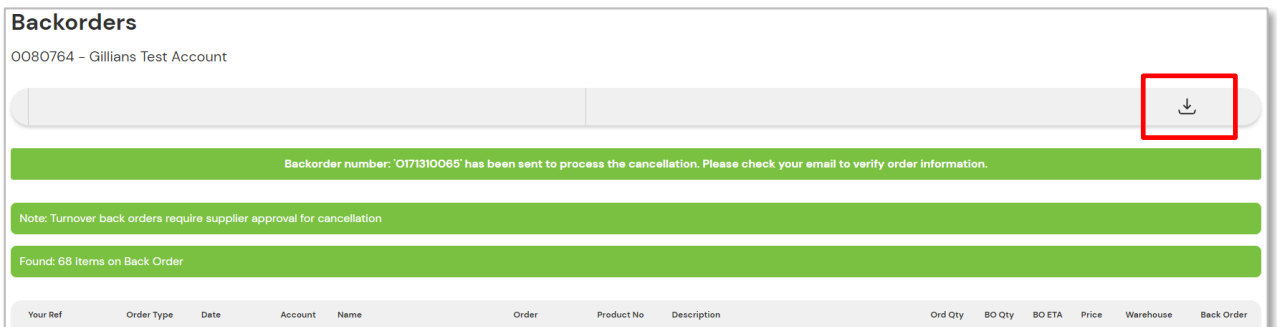 Backorders
0080764 - Gillians Test Account
Backorder number: 'O171310065' has been sent to process the cancellation. Please check your email to verify order information.
Note: Turnover back orders require supplier approval for cancellation
Found: 68 items on Back Order
Your Ref Order Type Date Account Name Order Product No Description Ord Qty BO Qty BO ETA Price Warehouse Back Order